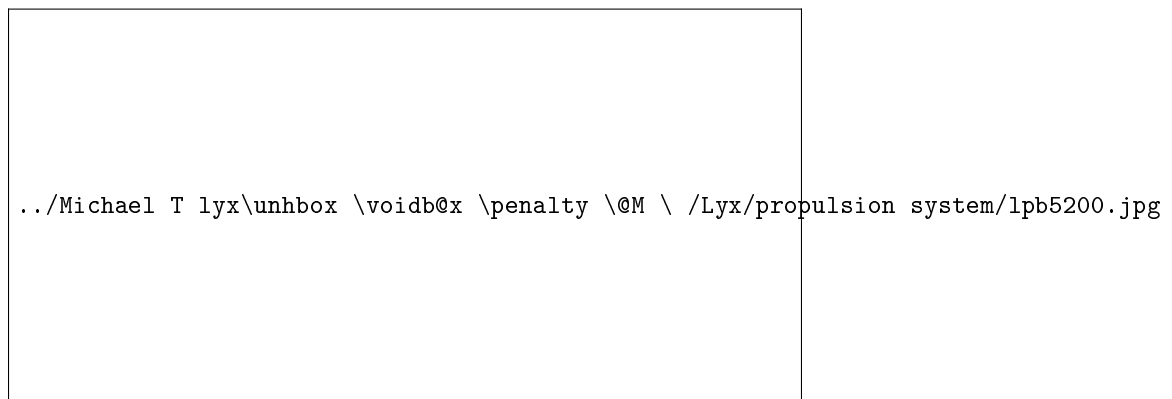 ../Michael T lyx\unhbox \voidb@x \penalty \@M \ /Lyx/propulsion system/lpb5200.jpg